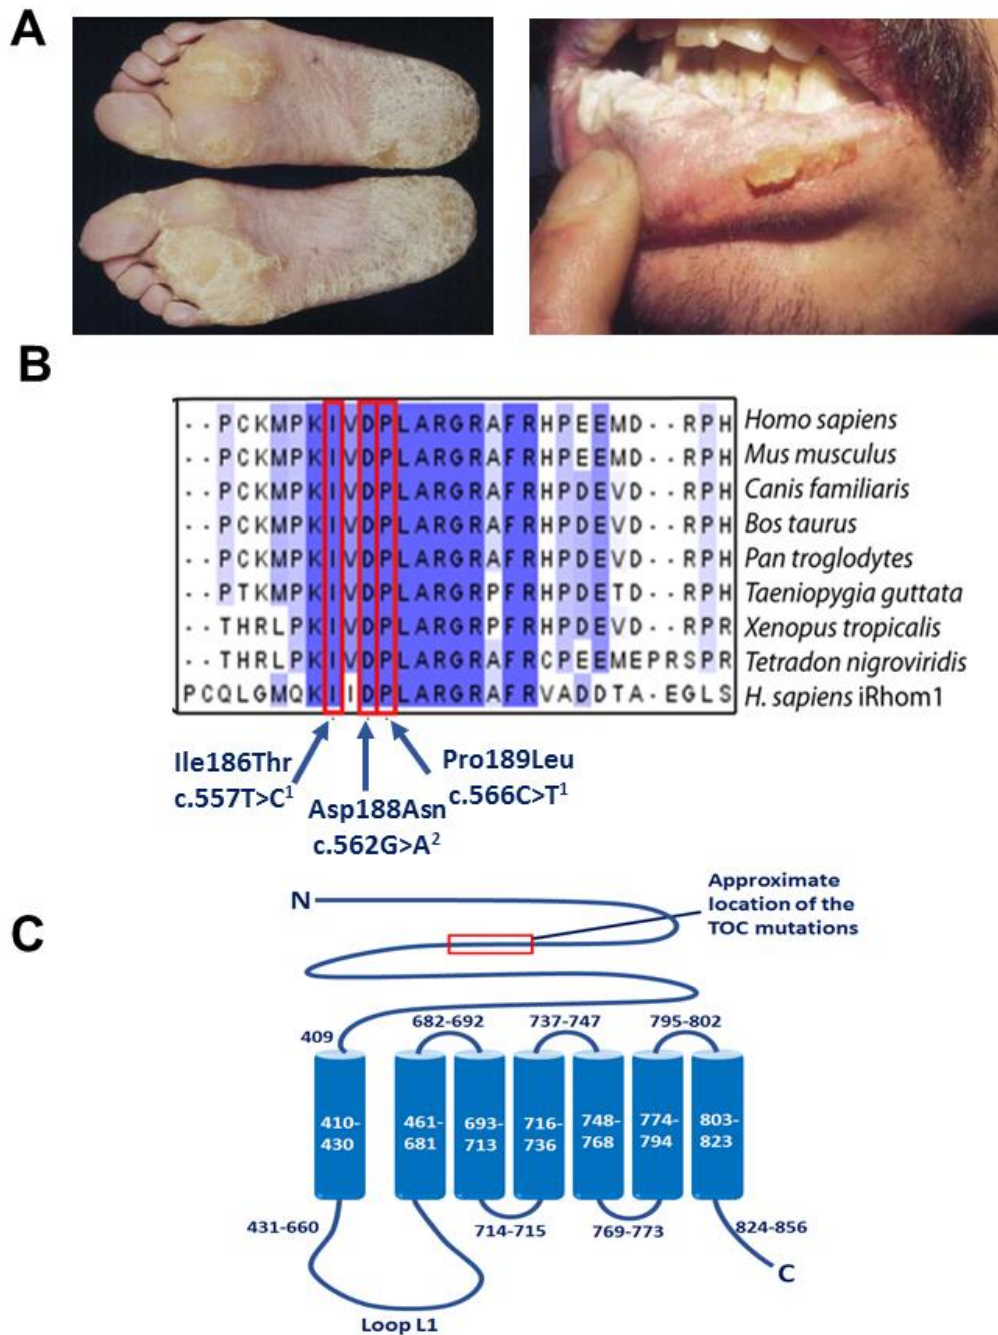 A
B
··PCKMPKIVDPLARGRAFRHPEEMD··RPH Homo sapiens
··PCKMPKIVDPLARGRAFRHPEEMD··RPH Mus musculus
··PCKMPKIVDPLARGRAFRHPDEVD··RPH Canis familiaris
··PCKMPKIVDPLARGRAFRHPDEVD··RPH Bos taurus
··PCKMPKIVDPLARGRAFRHPDEVD··RPH Pan troglodytes
··PTKMPKIVDPLARGRPFRHPDETD··RPH Taeniopygia guttata
··THRLPKIVDPLARGRPFRHPDEVD··RPR Xenopus tropicalis
··THRLPKIVDPLARGRAFRCPEEMEPRSPR Tetradon nigroviridis
PCQLGMQKIIDPLARGRAFRVADDTA-EGLS H. sapiens iRhom1
Ile186Thr
c.557T>C¹
Asp188Asn
c.562G>A²
Pro189Leu
c.566C>T¹
C
N
Approximate
location of the
TOC mutations
409
682-692
737-747
795-802
410-
430
461-
681
693-
713
716-
736
748-
768
774-
794
803-
823
431-660
714-715
769-773
824-856
C
Loop L1